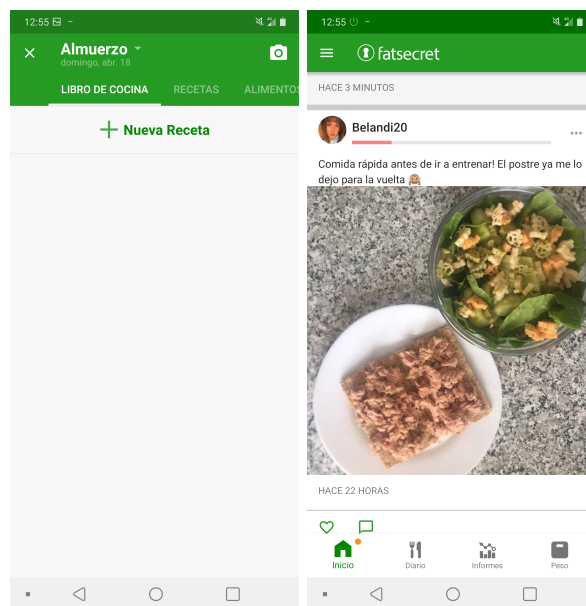 12:55
Almuerzo
domingo, abr. 18
LIBRO DE COCINA RECETAS ALIMENTOS
Nueva Receta
12:55
fatsecret
HACE 3 MINUTOS
Belandi20
Comida rápida antes de ir a entrenar! El postre ya me lo
dejo para la vuelta
HACE 22 HORAS
Inicio Diario Informes Peso